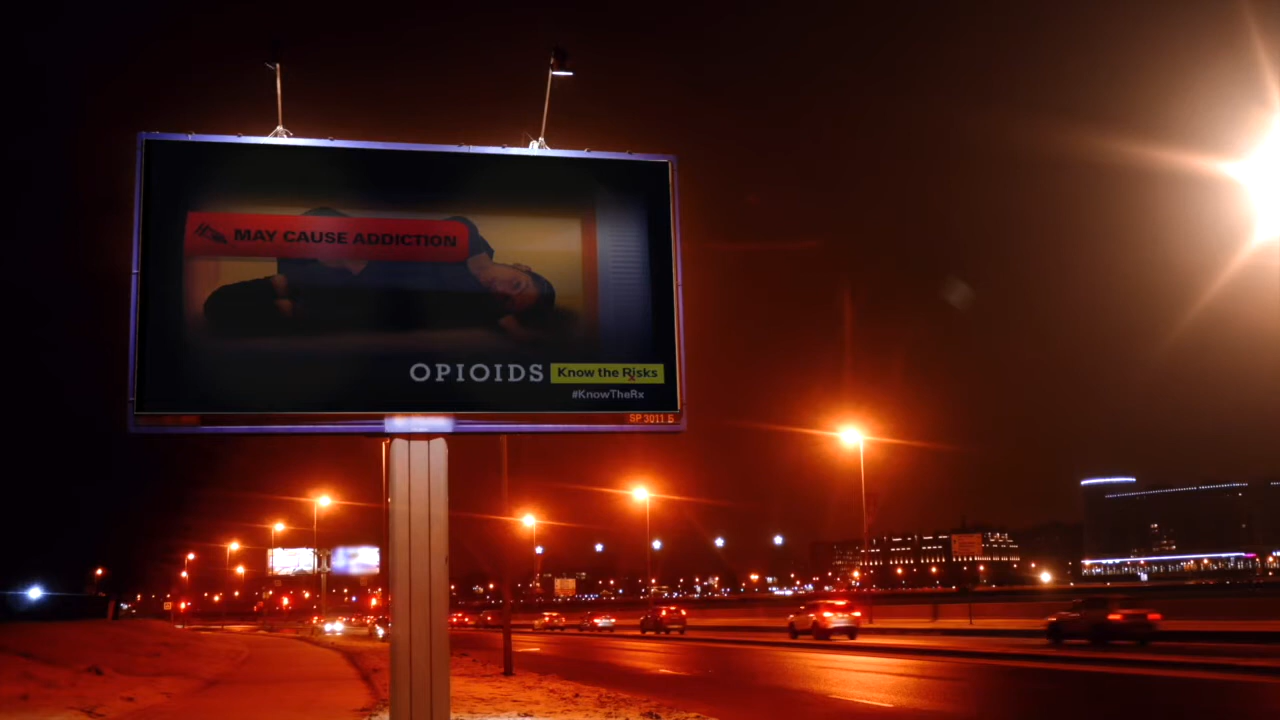 MAY CAUSE ADDICTION
OPIOIDS Know the Risks
#KnowTheRx
SP 3011 Б